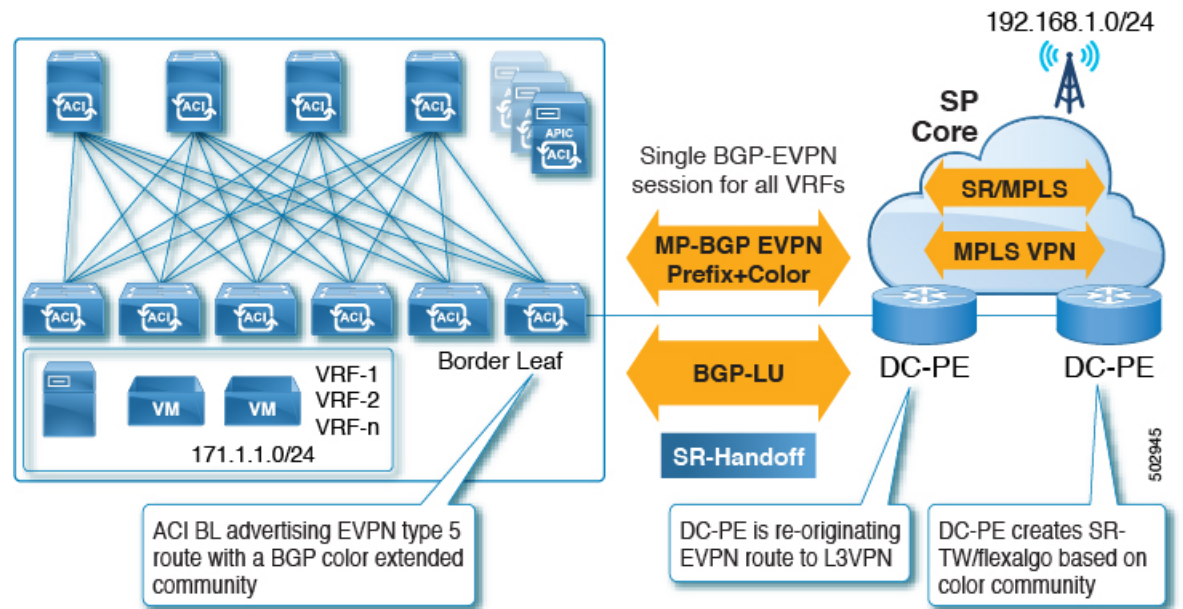 192.168.1.0/24
ACI
ACI
ACI
ACI
APIC
ACI
SP
Core
Single BGP-EVPN
session for all VRFs
SR/MPLS
MP-BGP EVPN
Prefix+Color
MPLS VPN
ACI
ACI
ACI
ACI
ACI
ACI
Border Leaf
BGP-LU
DC-PE
DC-PE
VM
VM
VRF-1
VRF-2
VRF-n
171.1.1.0/24
SR-Handoff
502945
ACI BL advertising EVPN type 5
route with a BGP color extended
community
DC-PE is re-originating
EVPN route to L3VPN
DC-PE creates SR-
TW/flexalgo based on
color community